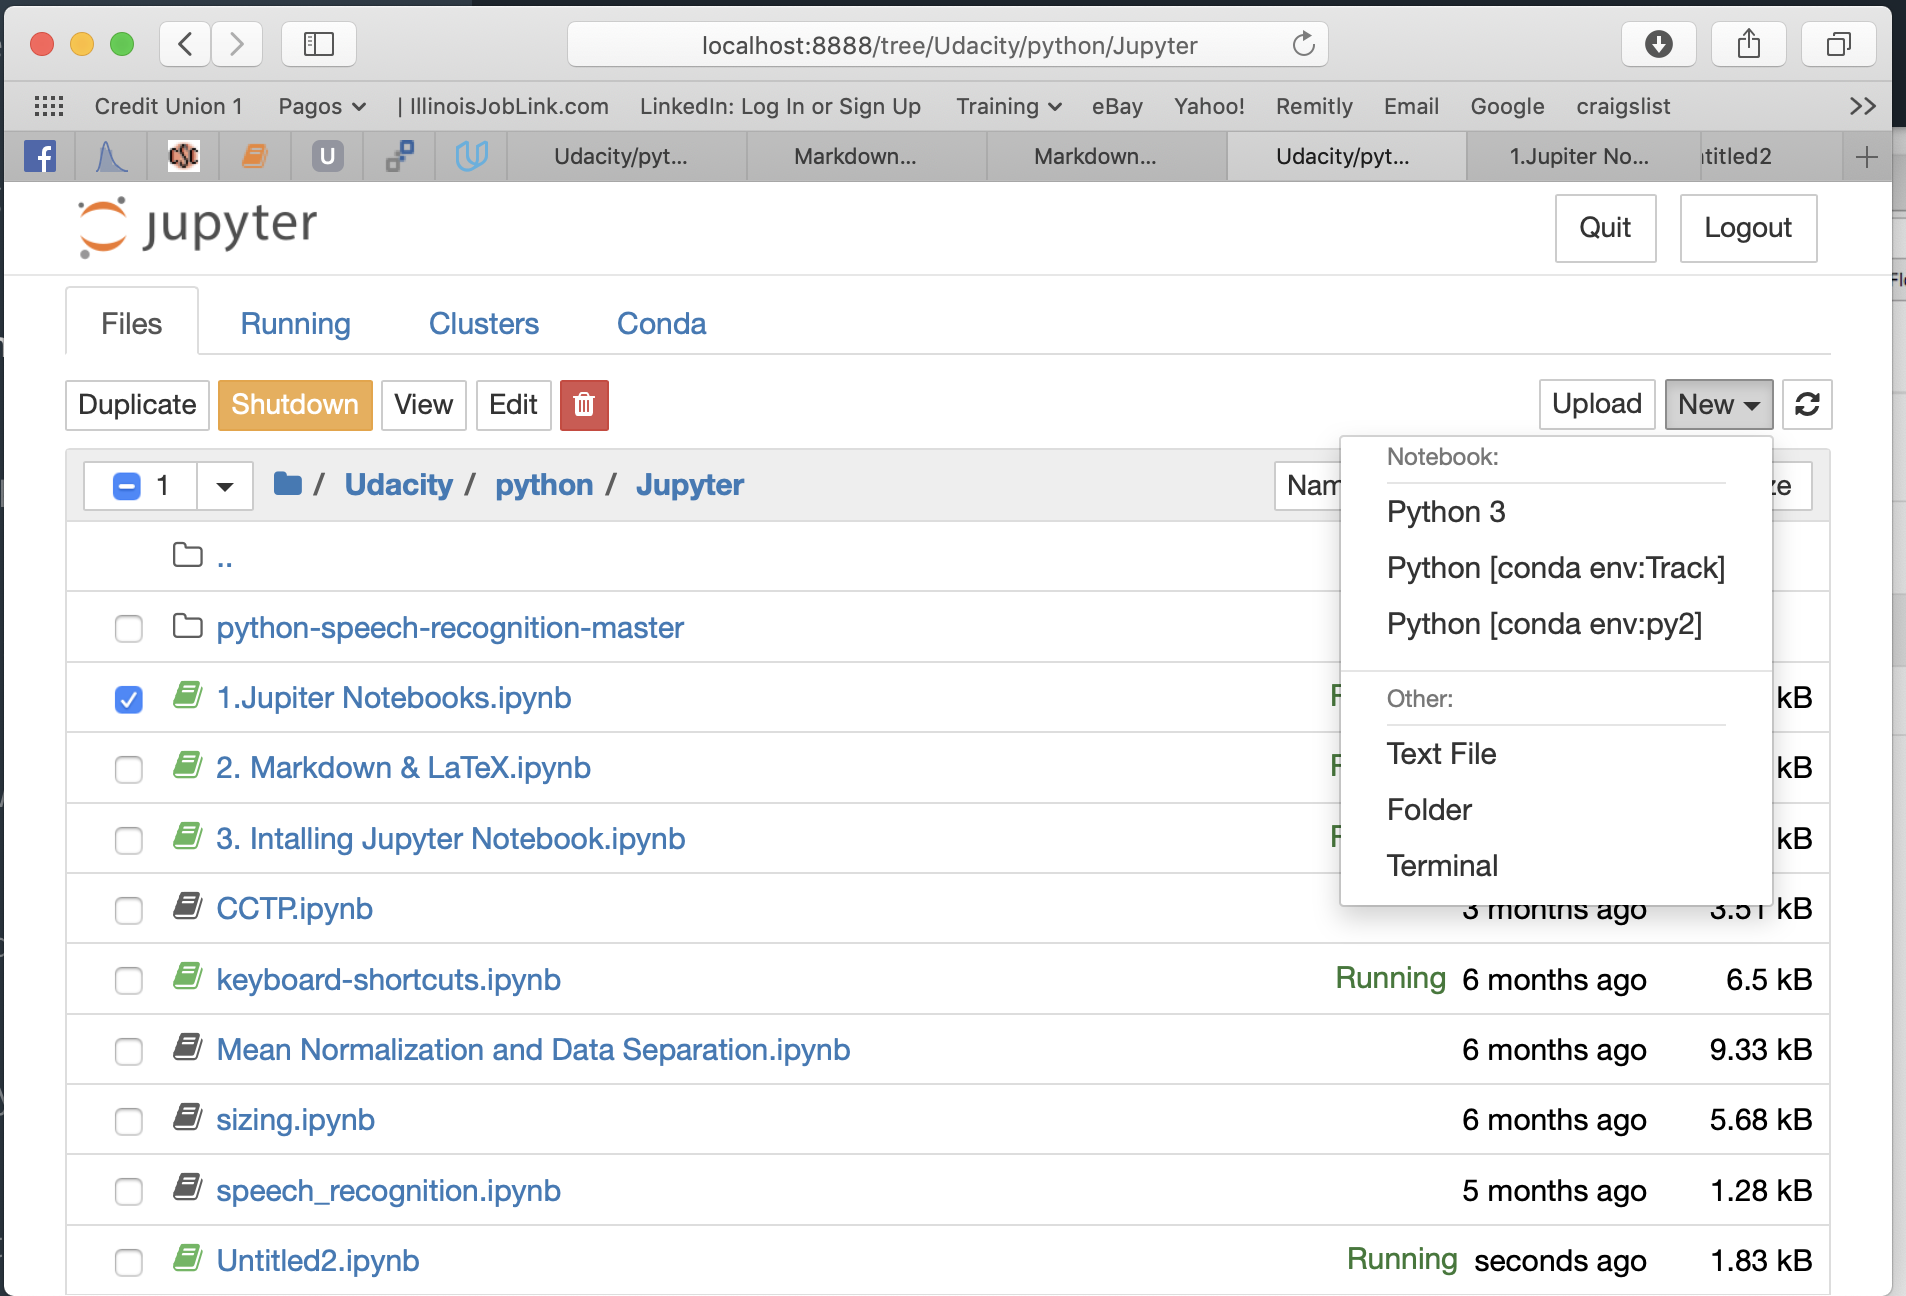 localhost:8888/tree/Udacity/python/Jupyter
Credit Union 1 Pagos | IllinoisJobLink.com LinkedIn: Log In or Sign Up Training eBay Yahoo! Remitly Email Google craigslist
f CSC U Udacity/pyt... Markdown... Markdown... Udacity/pyt... 1.Jupiter No... titled2
jupyter Quit Logout
Files Running Clusters Conda
Duplicate Shutdown View Edit Upload New
1 / Udacity / python / Jupyter Nam ze
Notebook:
Python 3
Python [conda env:Track]
Python [conda env:py2]
Other:
Text File
Folder
Terminal
..
python-speech-recognition-master
1.Jupiter Notebooks.ipynb kB
2. Markdown & LaTeX.ipynb kB
3. Intalling Jupyter Notebook.ipynb kB
CCTP.ipynb 3 months ago 3.51 kB
keyboard-shortcuts.ipynb Running 6 months ago 6.5 kB
Mean Normalization and Data Separation.ipynb 6 months ago 9.33 kB
sizing.ipynb 6 months ago 5.68 kB
speech_recognition.ipynb 5 months ago 1.28 kB
Untitled2.ipynb Running seconds ago 1.83 kB